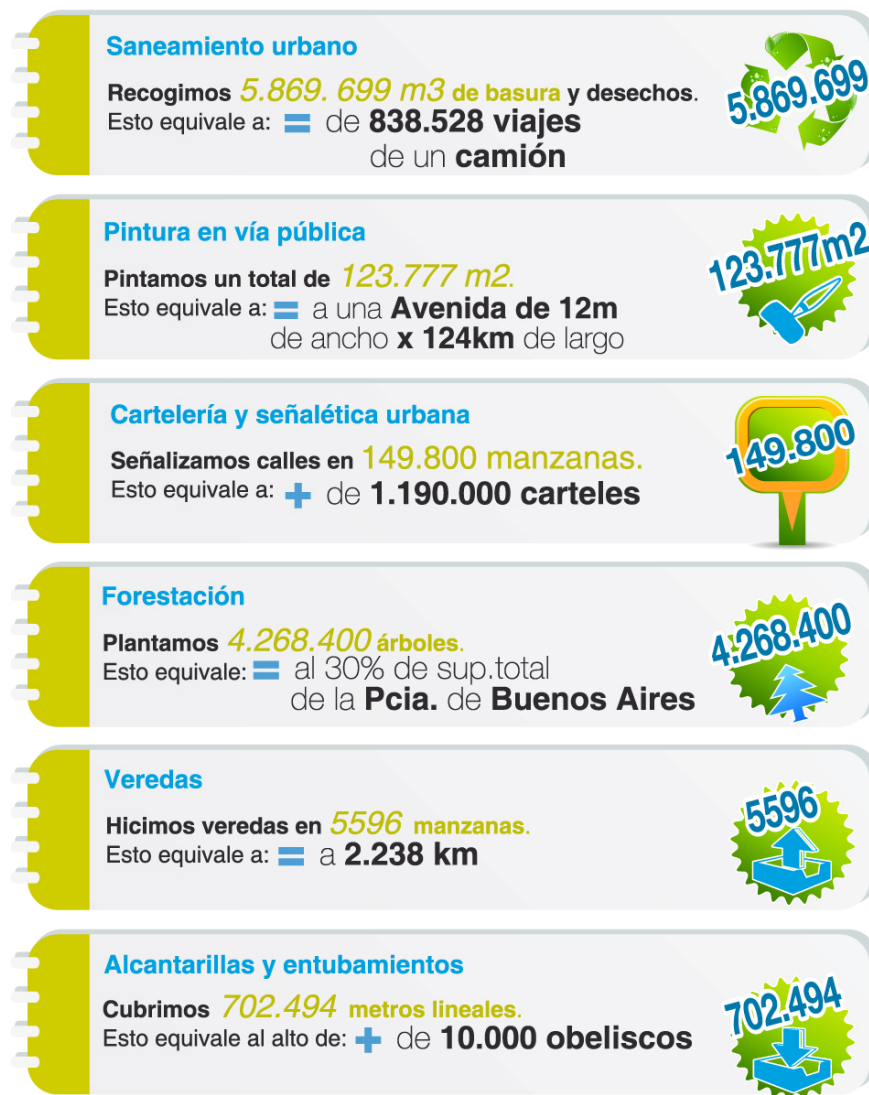 Saneamiento urbano
Recogimos 5.869. 699 m3 de basura y desechos.
Esto equivale a: = de 838.528 viajes
de un camión
5.869.699
Pintura en vía pública
Pintamos un total de 123.777 m2.
Esto equivale a: = a una Avenida de 12m
de ancho x 124km de largo
123.777m2
Cartelería y señalética urbana
Señalizamos calles en 149.800 manzanas.
Esto equivale a: + de 1.190.000 carteles
149.800
Forestación
Plantamos 4.268.400 árboles.
Esto equivale: = al 30% de sup.total
de la Pcia. de Buenos Aires
4.268.400
Veredas
Hicimos veredas en 5596 manzanas.
Esto equivale a: = a 2.238 km
5596
Alcantarillas y entubamientos
Cubrimos 702.494 metros lineales.
Esto equivale al alto de: + de 10.000 obeliscos
702.494